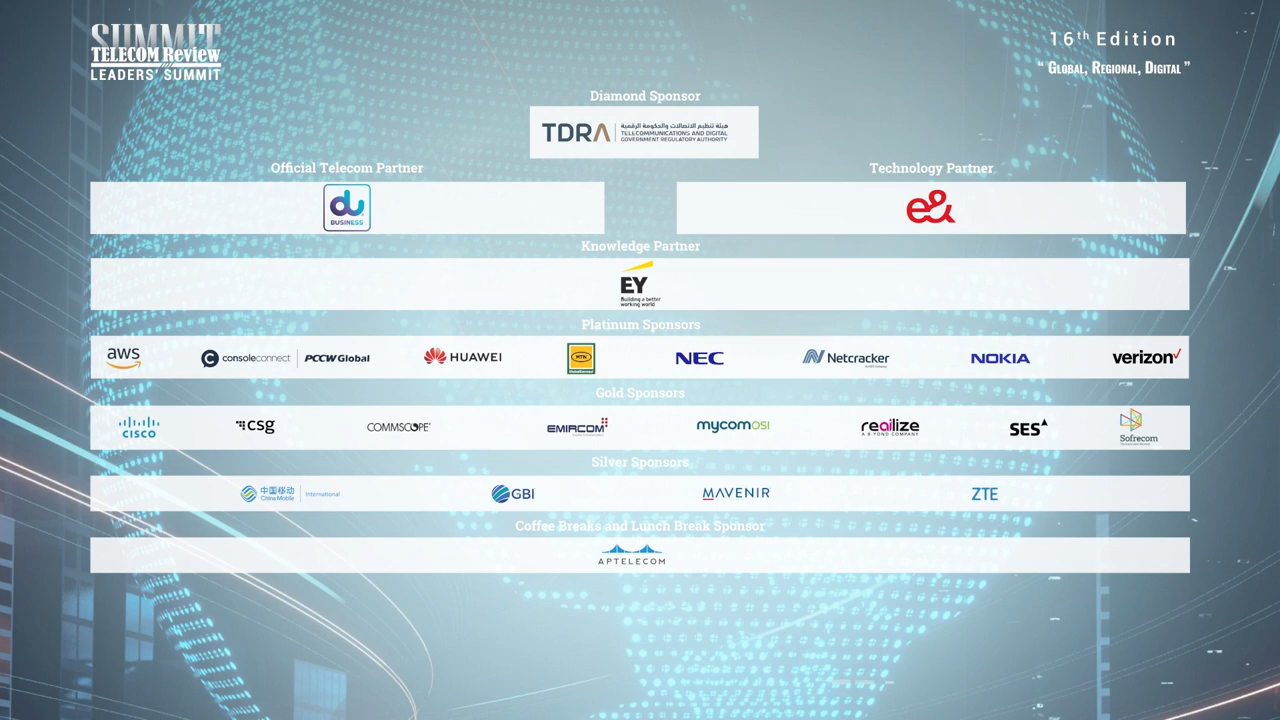 SUMMIT
TELECOM Review
LEADERS' SUMMIT
16th Edition
“ Global, Regional, Digital ”
Diamond Sponsor
TDRA
هيئة تنظيم الاتصالات والحكومة الرقمية
TELECOMMUNICATIONS AND DIGITAL
GOVERNMENT REGULATORY AUTHORITY
Official Telecom Partner
Technology Partner
du
BUSINESS
e&
Knowledge Partner
EY
Building a better
working world
Platinum Sponsors
aws
consoleconnect | PCCW Global
HUAWEI
MTN
GlobalConnect
NEC
Netcracker
NOKIA
verizon
Gold Sponsors
CISCO
csg
COMMSCOPE
EMIRCOM
mycomosi
reailize
A B-YOND COMPANY
SES
Sofrecom
Silver Sponsors
中国移动
China Mobile
International
GBI
MAVENIR
ZTE
Coffee Breaks and Lunch Break Sponsor
APTELECOM